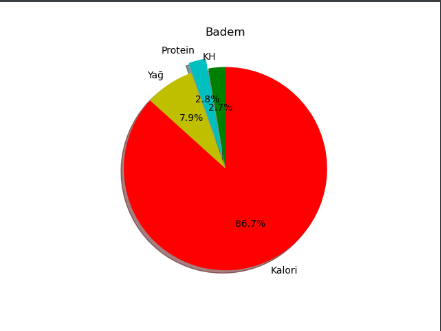 Badem
Protein
KH
Yağ
2.8%
2.7%
7.9%
86.7%
Kalori